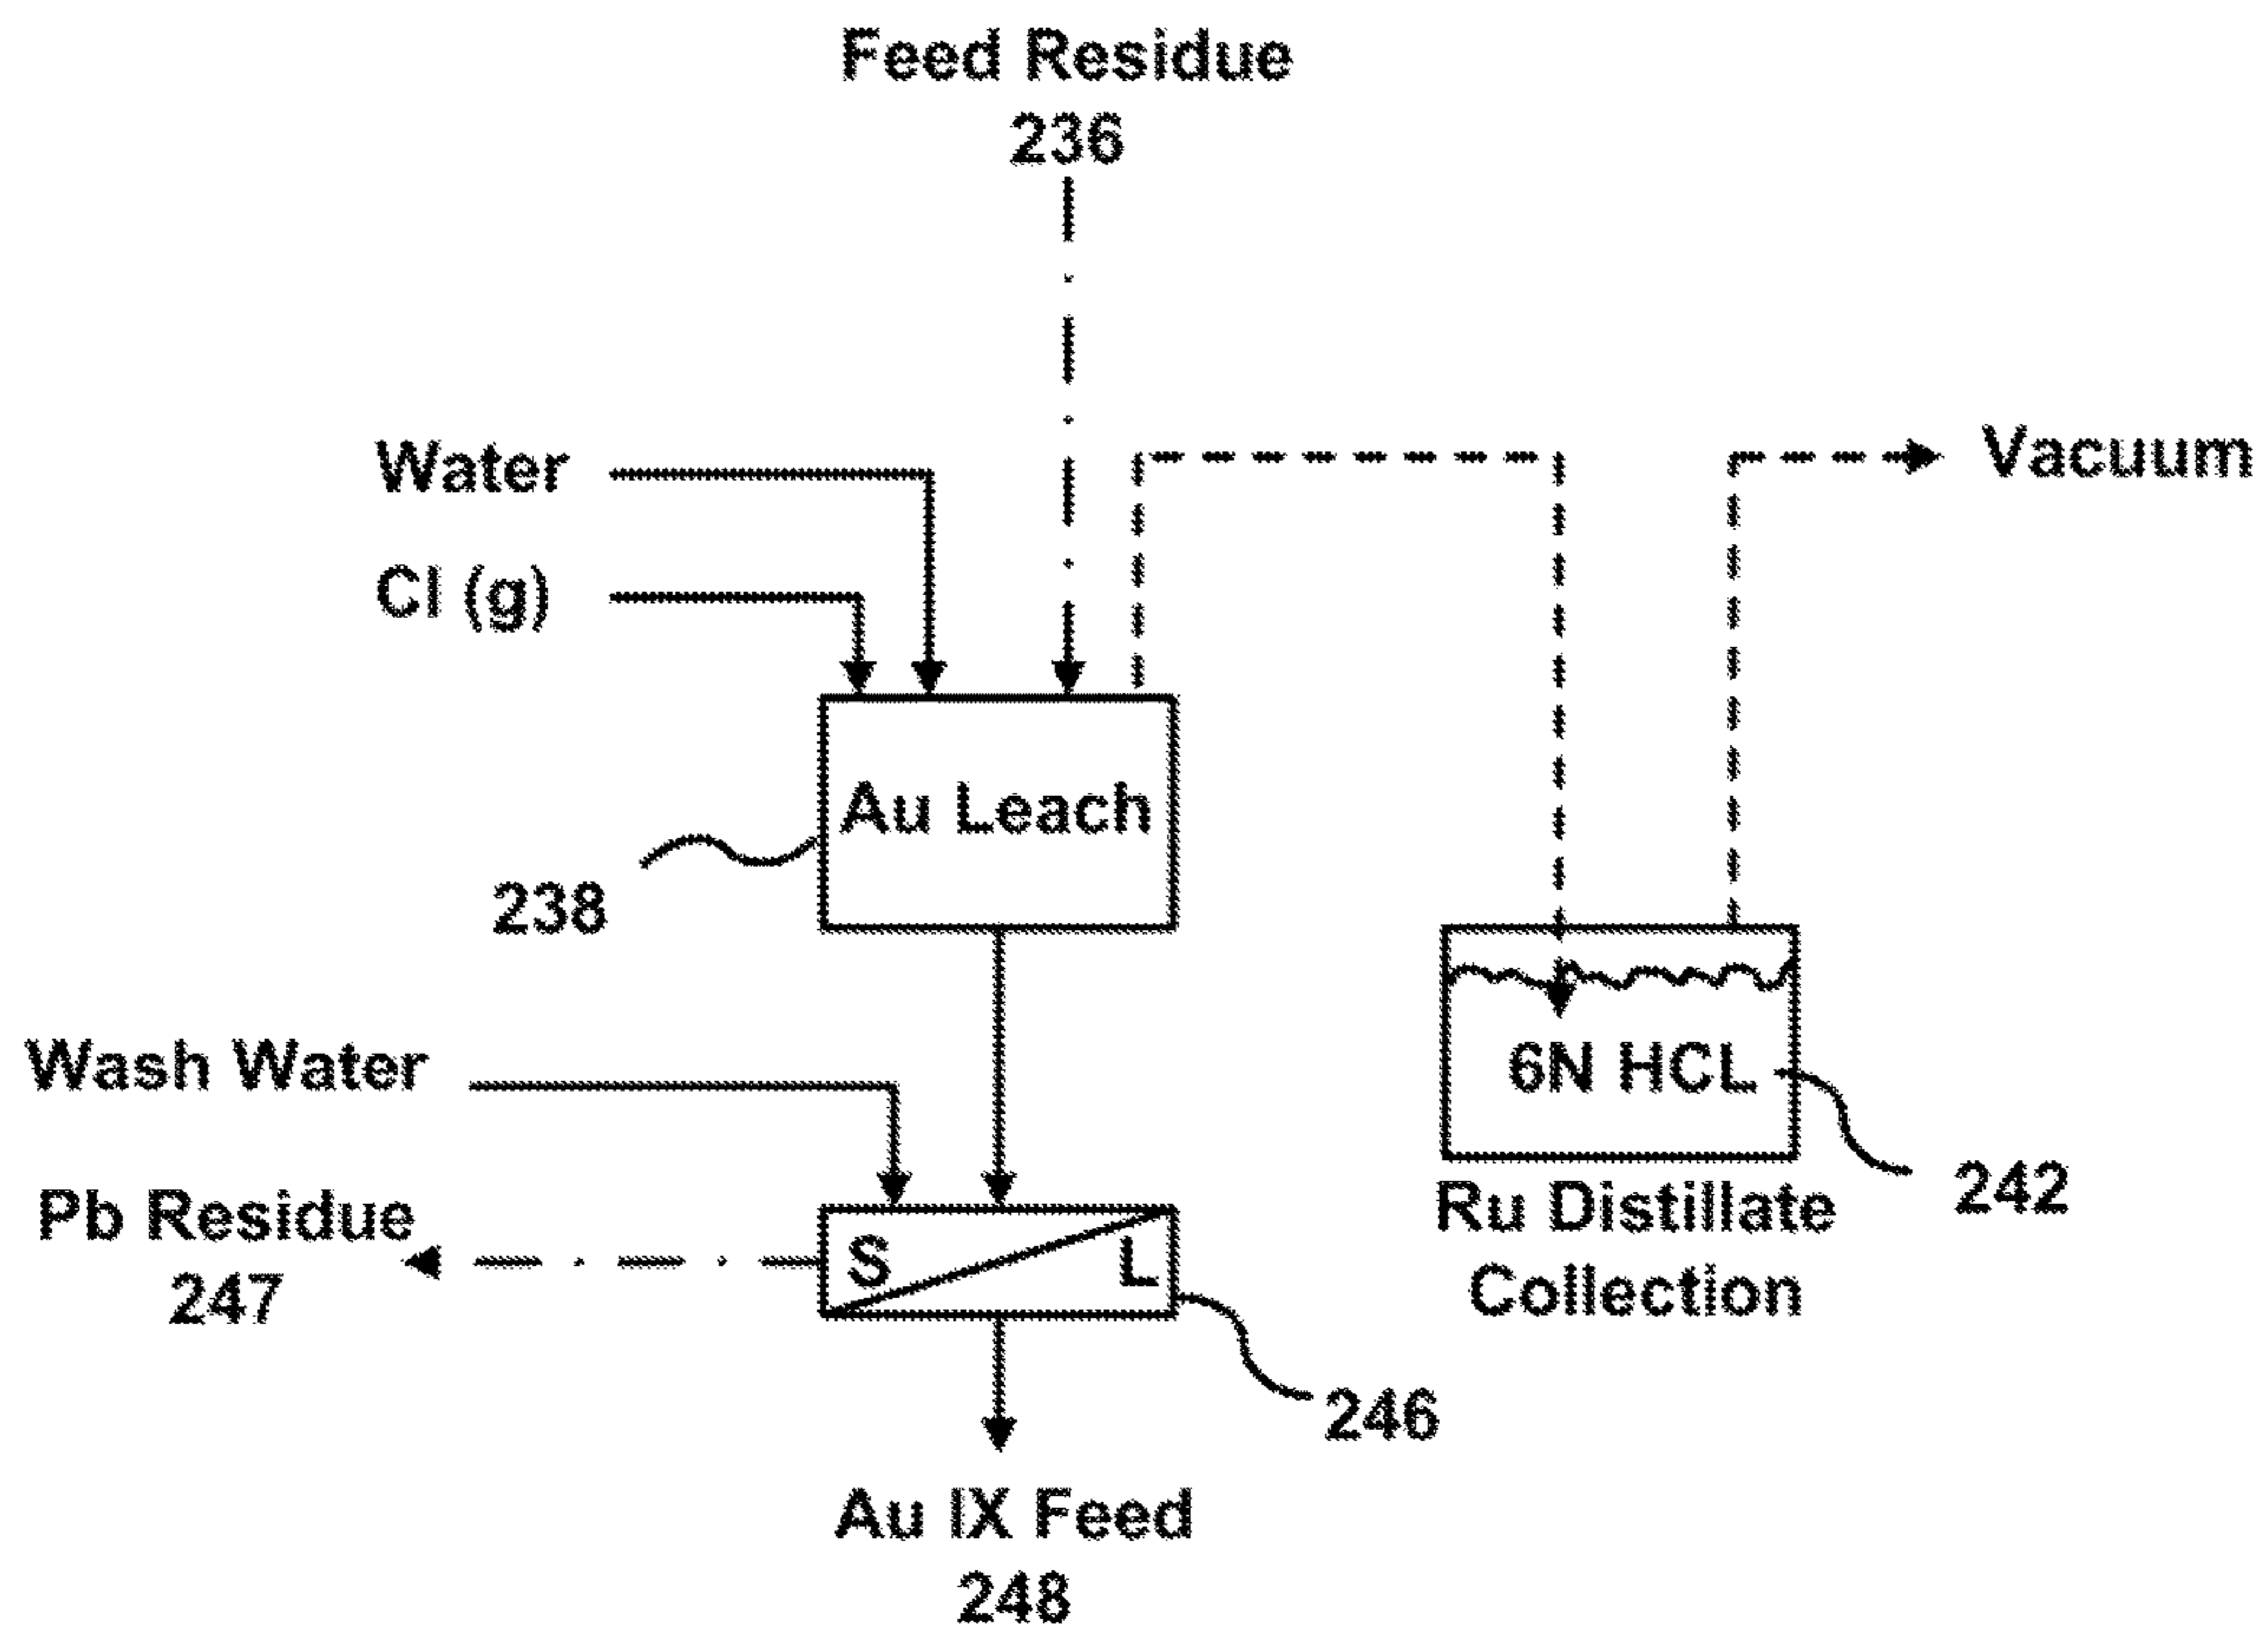 Feed Residue
236
Water
Vacuum
Cl (g)
Au Leach
238
Wash Water
6N HCL
Pb Residue
247
S
L
Ru Distillate
Collection
242
246
Au IX Feed
248